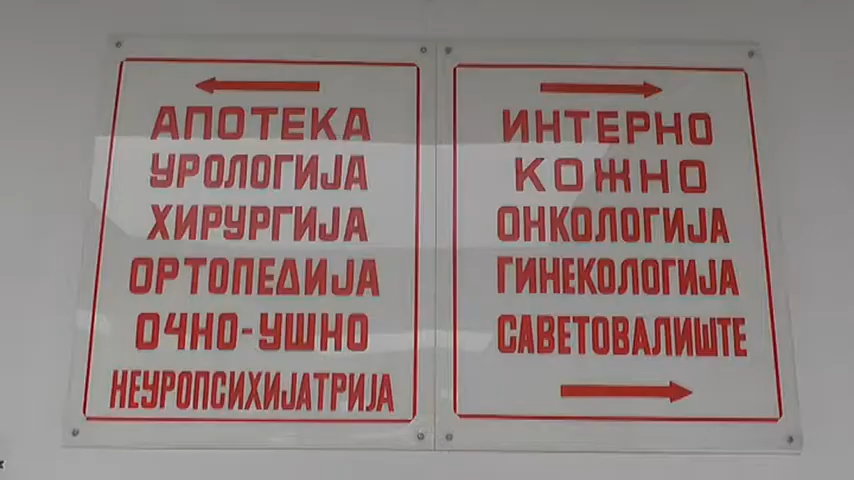 АПОТЕКА
УРОЛОГИЈА
ХИРУРГИЈА
ОРТОПЕДИЈА
ОЧНО-УШНО
НЕУРОПСИХИЈАТРИЈА
ИНТЕРНО
КОЖНО
ОНКОЛОГИЈА
ГИНЕКОЛОГИЈА
САВЕТОВАЛИШТЕ